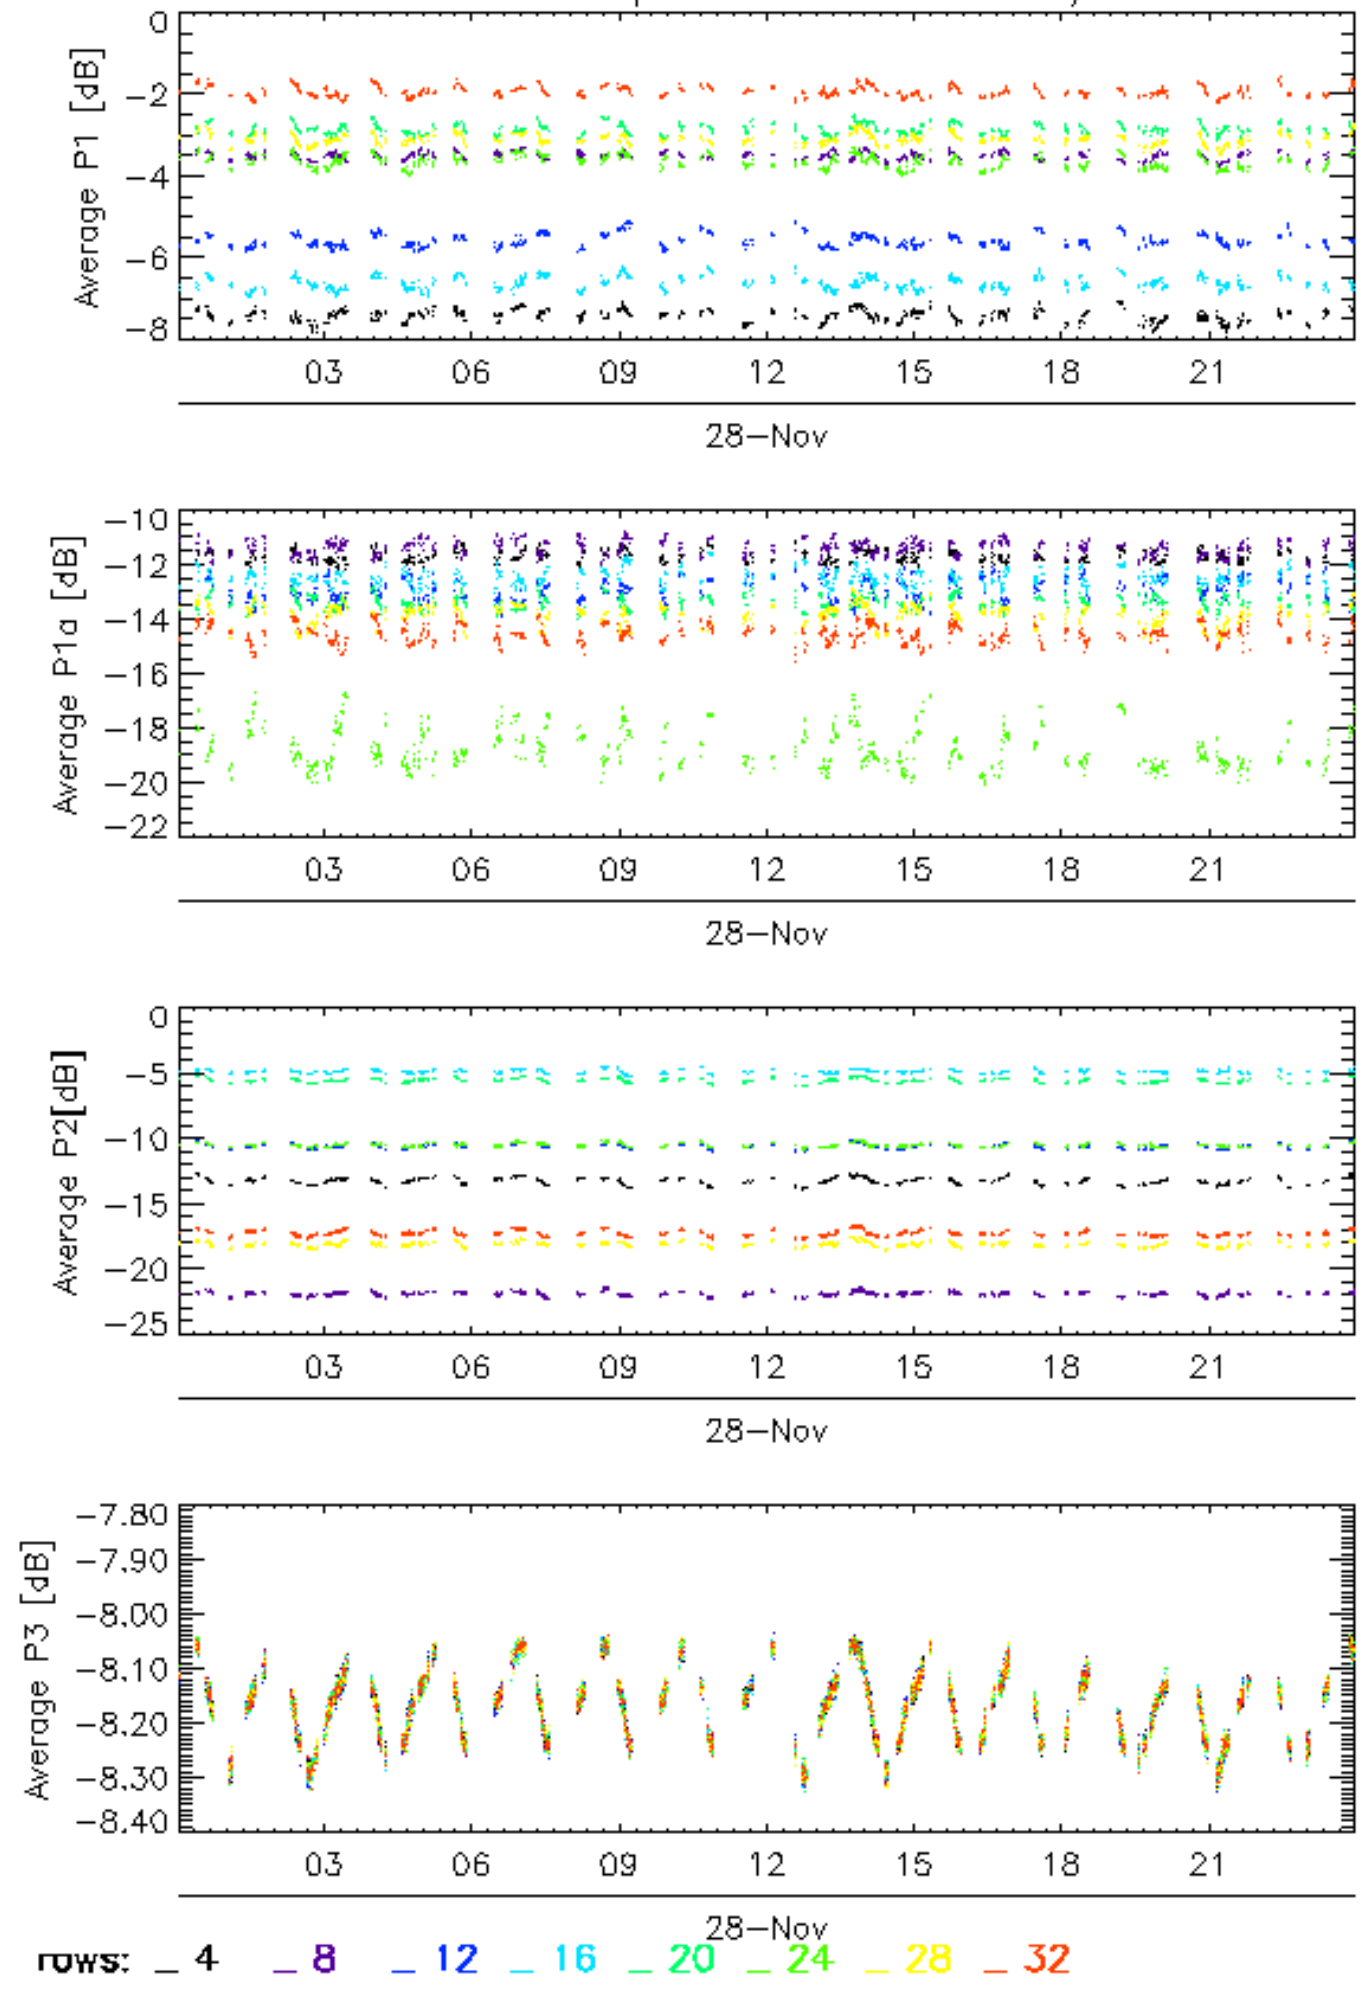 0
−2
−4
−6
−8
Average P1 [dB]
03 06 09 12 15 18 21
28−Nov
−10
−12
−14
−16
−18
−20
−22
Average P1a [dB]
03 06 09 12 15 18 21
28−Nov
0
−5
−10
−15
−20
−25
Average P2[dB]
03 06 09 12 15 18 21
28−Nov
−7.80
−7.90
−8.00
−8.10
−8.20
−8.30
−8.40
Average P3 [dB]
03 06 09 12 15 18 21
28−Nov
rows: _ 4 _ 8 _ 12 _ 16 _ 20 _ 24 _ 28 _ 32